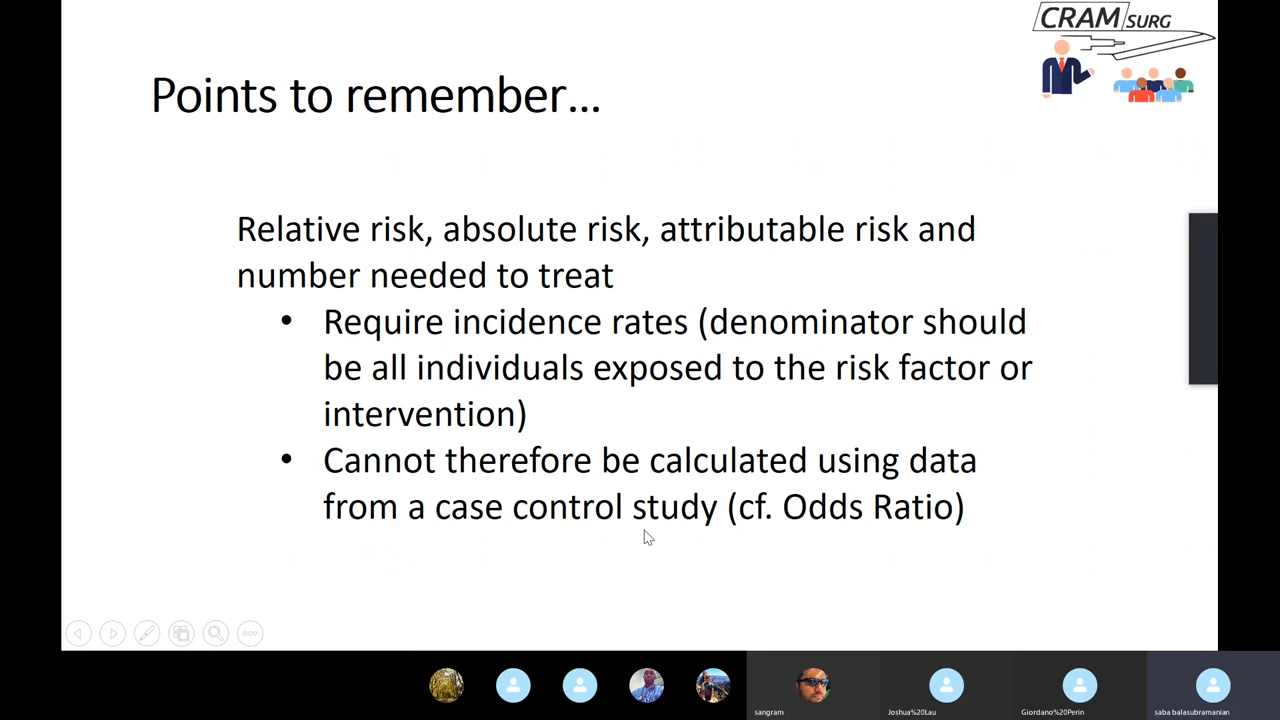 CRAM SURG
Points to remember...
Relative risk, absolute risk, attributable risk and
number needed to treat
• Require incidence rates (denominator should
be all individuals exposed to the risk factor or
intervention)
• Cannot therefore be calculated using data
from a case control study (cf. Odds Ratio)
sangram
Joshua%20Lau
Giordano%20Perin
saba balasubramanian